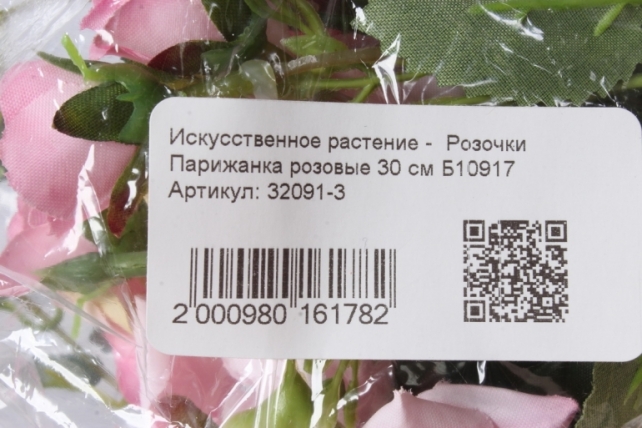 Искусственное растение - Розочки
Парижанка розовые 30 см Б10917
Артикул: 32091-3
2 000980 161782